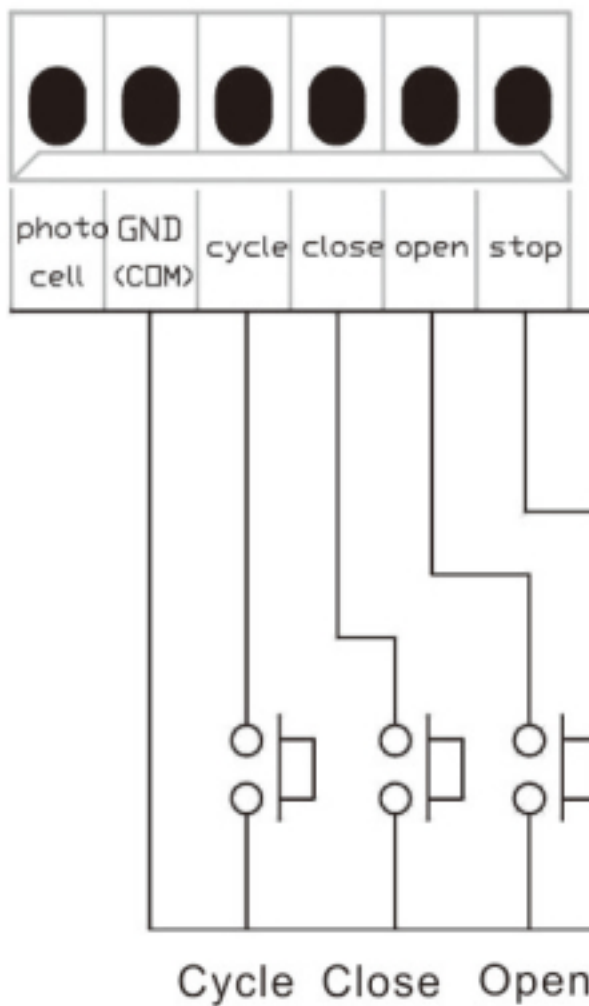 photo cell
GND (COM)
cycle
close
open
stop
Cycle Close Open